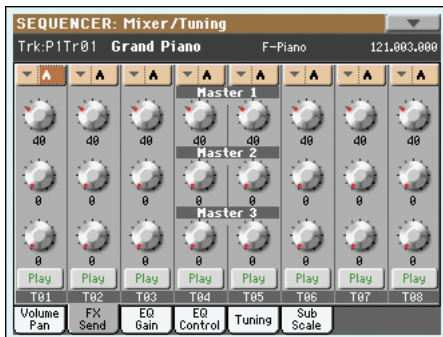 SEQUENCER: Mixer/Tuning
Trk:P1Tr01 Grand Piano F-Piano 121.003.000
A A A A A A A A
Master 1
40 40 40 40 40 40 40 40
Master 2
0 0 0 0 0 0 0 0
Master 3
0 0 0 0 0 0 0 0
Play Play Play Play Play Play Play Play
T01 T02 T03 T04 T05 T06 T07 T08
Volume Pan FX Send EQ Gain EQ Control Tuning Sub Scale